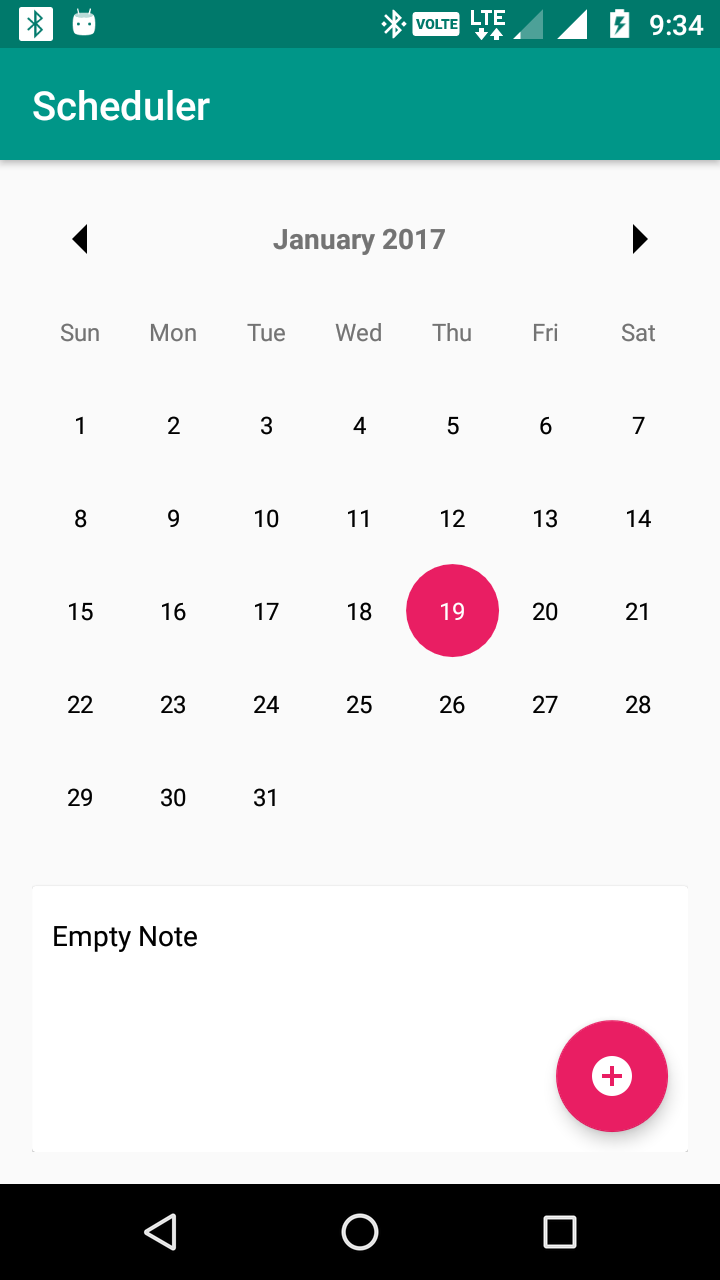 VOLTE LTE 9:34
Scheduler
January 2017
Sun Mon Tue Wed Thu Fri Sat
1 2 3 4 5 6 7
8 9 10 11 12 13 14
15 16 17 18 19 20 21
22 23 24 25 26 27 28
29 30 31
Empty Note